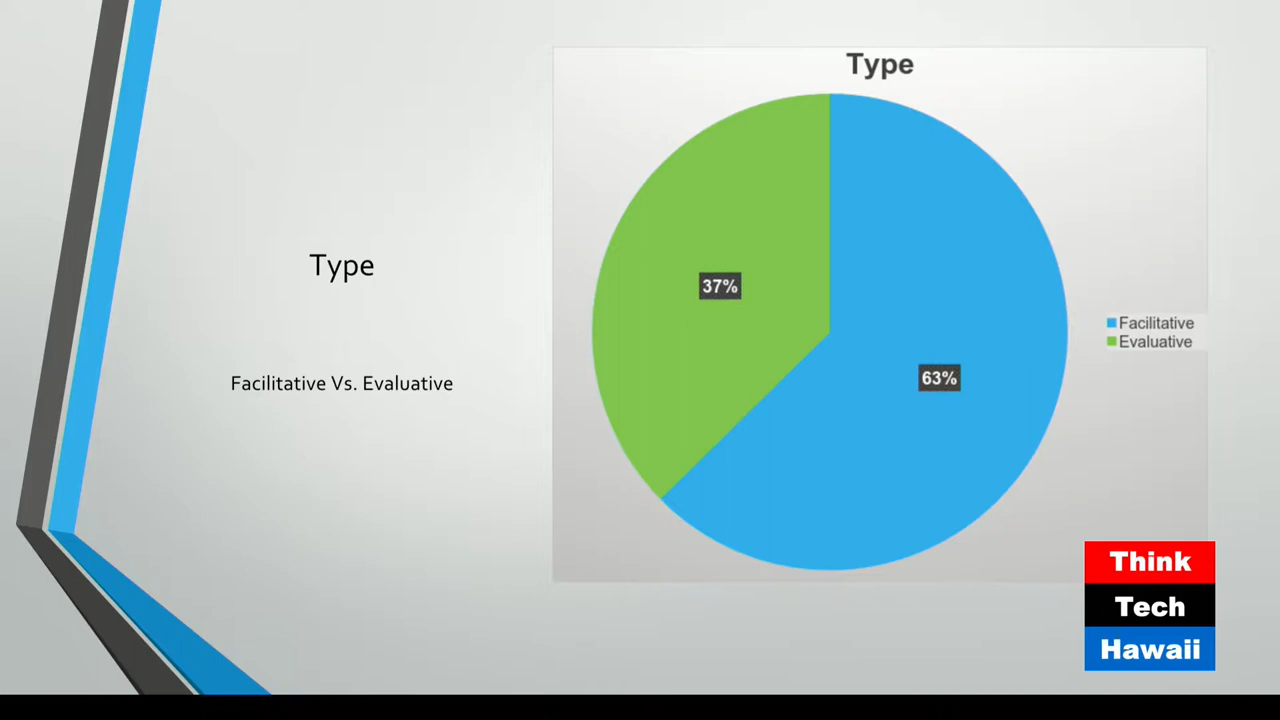 Type
Facilitative Vs. Evaluative
Type
37%
63%
Facilitative
Evaluative
Think
Tech
Hawaii